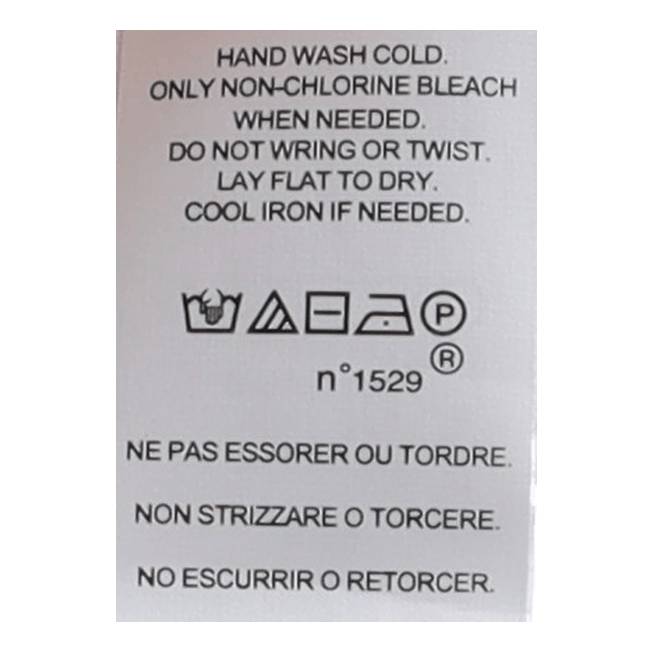 HAND WASH COLD.
ONLY NON-CHLORINE BLEACH
WHEN NEEDED.
DO NOT WRING OR TWIST.
LAY FLAT TO DRY.
COOL IRON IF NEEDED.
P
n°1529 ®
NE PAS ESSORER OU TORDRE.
NON STRIZZARE O TORCERE.
NO ESCURRIR O RETORCER.